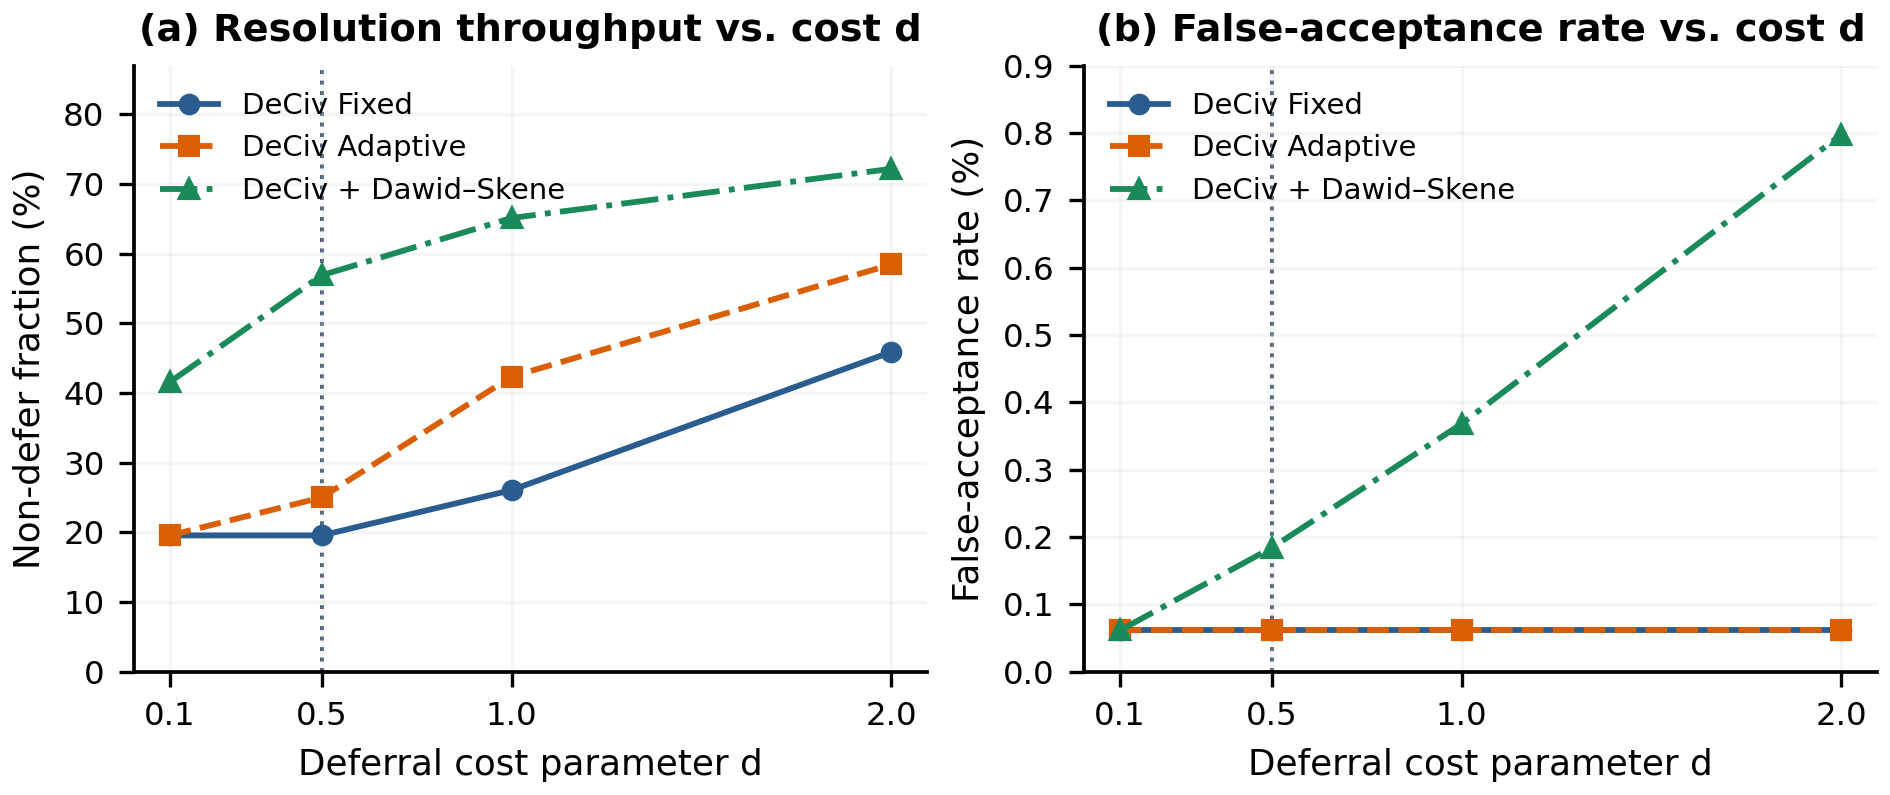 (a) Resolution throughput vs. cost d
DeCiv Fixed
DeCiv Adaptive
DeCiv + Dawid–Skene
Non-defer fraction (%)
80
70
60
50
40
30
20
10
0
0.1 0.5 1.0 2.0
Deferral cost parameter d
(b) False-acceptance rate vs. cost d
DeCiv Fixed
DeCiv Adaptive
DeCiv + Dawid–Skene
False-acceptance rate (%)
0.9
0.8
0.7
0.6
0.5
0.4
0.3
0.2
0.1
0.0
0.1 0.5 1.0 2.0
Deferral cost parameter d